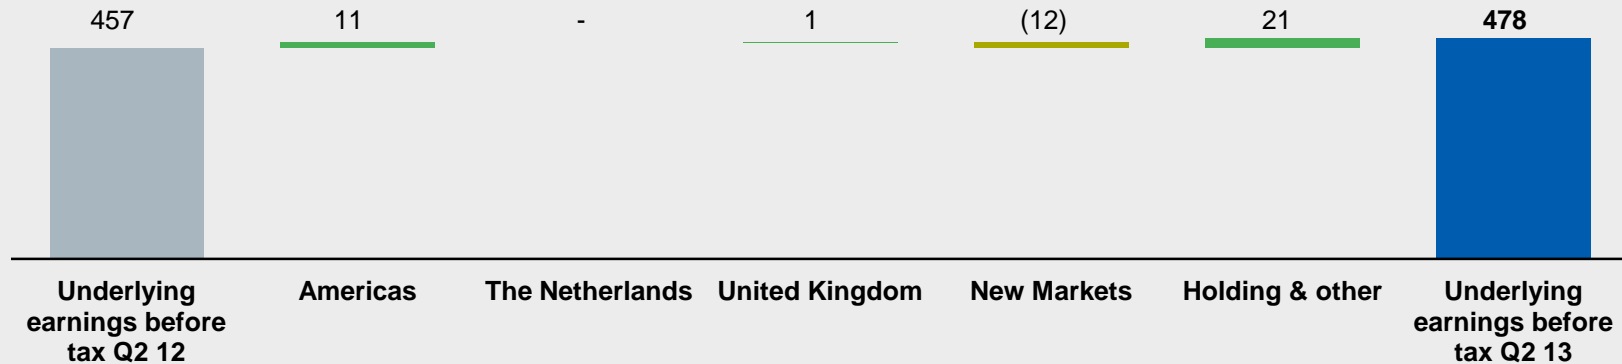 457 11 - 1 (12) 21 478
Underlying
earnings before
tax Q2 12
Americas
The Netherlands
United Kingdom
New Markets
Holding & other
Underlying
earnings before
tax Q2 13